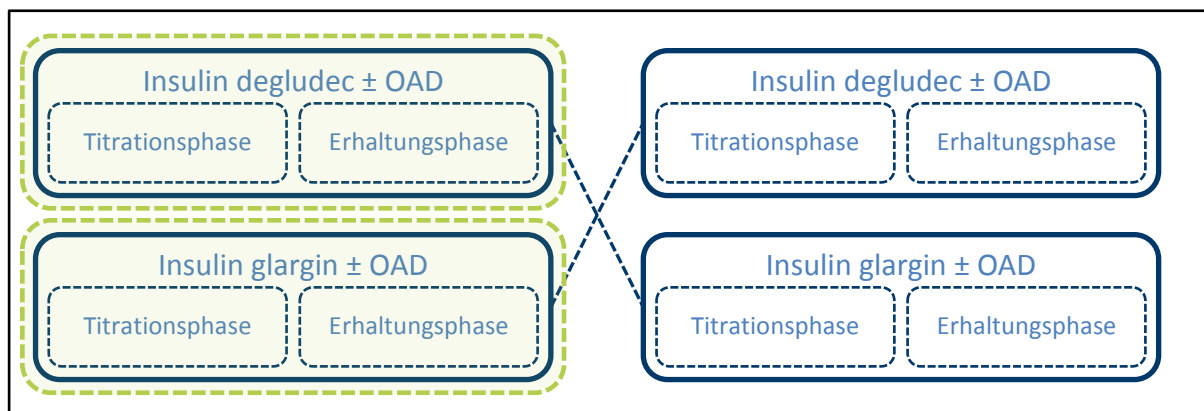 Insulin degludec ± OAD
Titrationsphase
Erhaltungsphase
Insulin degludec ± OAD
Titrationsphase
Erhaltungsphase
Insulin glargin ± OAD
Titrationsphase
Erhaltungsphase
Insulin glargin ± OAD
Titrationsphase
Erhaltungsphase